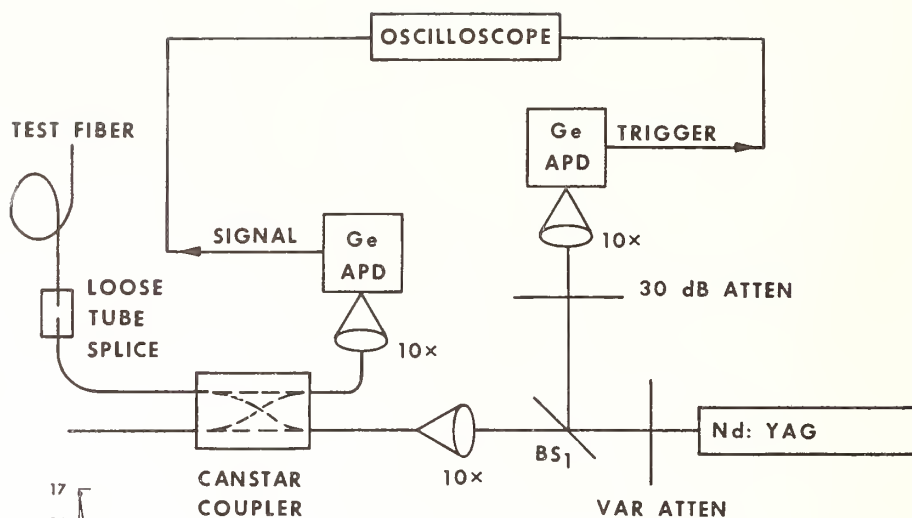 OSCILLOSCOPE
TEST FIBER
Ge
APD
TRIGGER
10×
SIGNAL
Ge
APD
30 dB ATTEN
LOOSE
TUBE
SPLICE
10×
10×
BS1
Nd: YAG
CANSTAR
COUPLER
VAR ATTEN
17